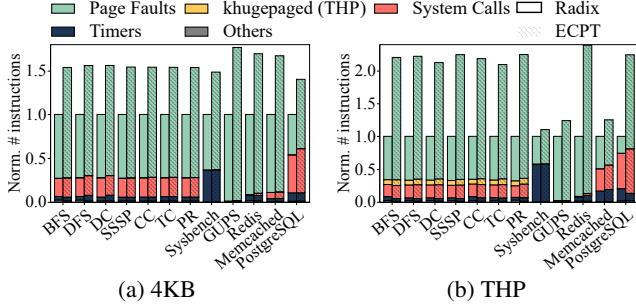 Page Faults khugepaged (THP) System Calls Radix
Timers Others ECPT
Norm. # instructions
1.5
1.0
0.5
0.0
BFS DFS DC SSSP CC TC PR Sysbench GUPS Redis Memcached PostgreSQL
(a) 4KB
Norm. # instructions
2.0
1.5
1.0
0.5
0.0
BFS DFS DC SSSP CC TC PR Sysbench GUPS Redis Memcached PostgreSQL
(b) THP